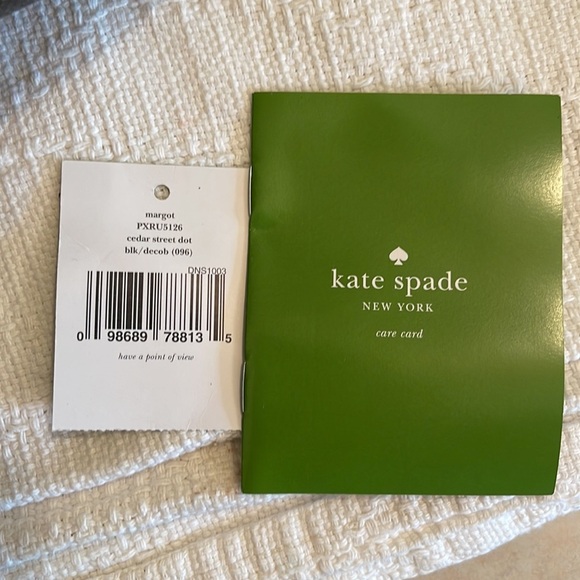 margot
PXRU5126
cedar street dot
blk/decob (096)
DNS1003
0 98689 78813 5
have a point of view
kate spade
NEW YORK
care card